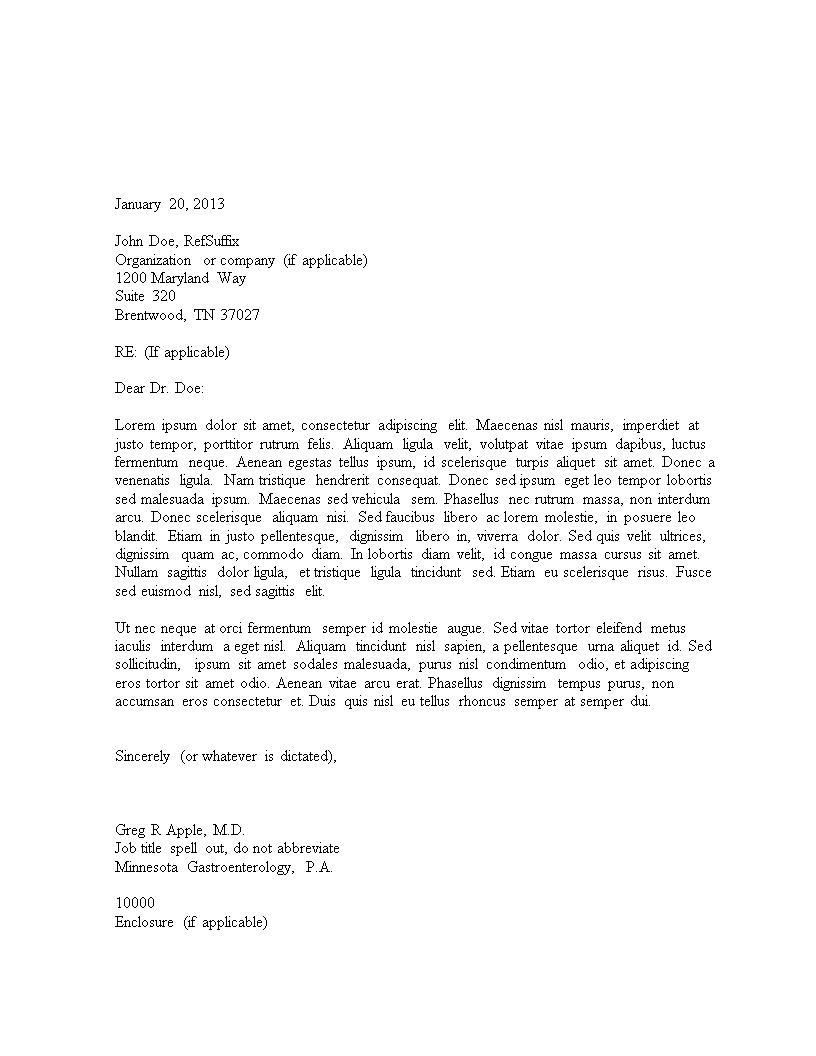 January 20, 2013
John Doe, RefSuffix
Organization or company (if applicable)
1200 Maryland Way
Suite 320
Brentwood, TN 37027
RE: (If applicable)
Dear Dr. Doe:
Lorem ipsum dolor sit amet, consectetur adipiscing elit. Maecenas nisl mauris, imperdiet at
justo tempor, porttitor rutrum felis. Aliquam ligula velit, volutpat vitae ipsum dapibus, luctus
fermentum neque. Aenean egestas tellus ipsum, id scelerisque turpis aliquet sit amet. Donec a
venenatis ligula. Nam tristique hendrerit consequat. Donec sed ipsum eget leo tempor lobortis
sed malesuada ipsum. Maecenas sed vehicula sem. Phasellus nec rutrum massa, non interdum
arcu. Donec scelerisque aliquam nisi. Sed faucibus libero ac lorem molestie, in posuere leo
blandit. Etiam in justo pellentesque, dignissim libero in, viverra dolor. Sed quis velit ultrices,
dignissim quam ac, commodo diam. In lobortis diam velit, id congue massa cursus sit amet.
Nullam sagittis dolor ligula, et tristique ligula tincidunt sed. Etiam eu scelerisque risus. Fusce
sed euismod nisl, sed sagittis elit.
Ut nec neque at orci fermentum semper id molestie augue. Sed vitae tortor eleifend metus
iaculis interdum a eget nisl. Aliquam tincidunt nisl sapien, a pellentesque urna aliquet id. Sed
sollicitudin, ipsum sit amet sodales malesuada, purus nisl condimentum odio, et adipiscing
eros tortor sit amet odio. Aenean vitae arcu erat. Phasellus dignissim tempus purus, non
accumsan eros consectetur et. Duis quis nisl eu tellus rhoncus semper at semper dui.
Sincerely (or whatever is dictated),
Greg R Apple, M.D.
Job title spell out, do not abbreviate
Minnesota Gastroenterology, P.A.
10000
Enclosure (if applicable)